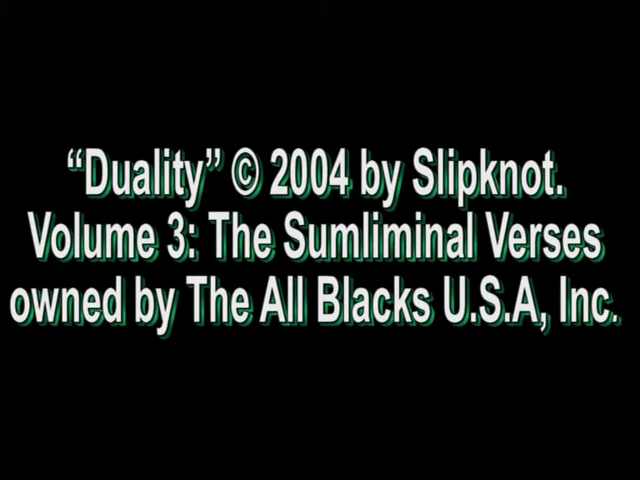 “Duality” © 2004 by Slipknot.
Volume 3: The Sumliminal Verses
owned by The All Blacks U.S.A, Inc.